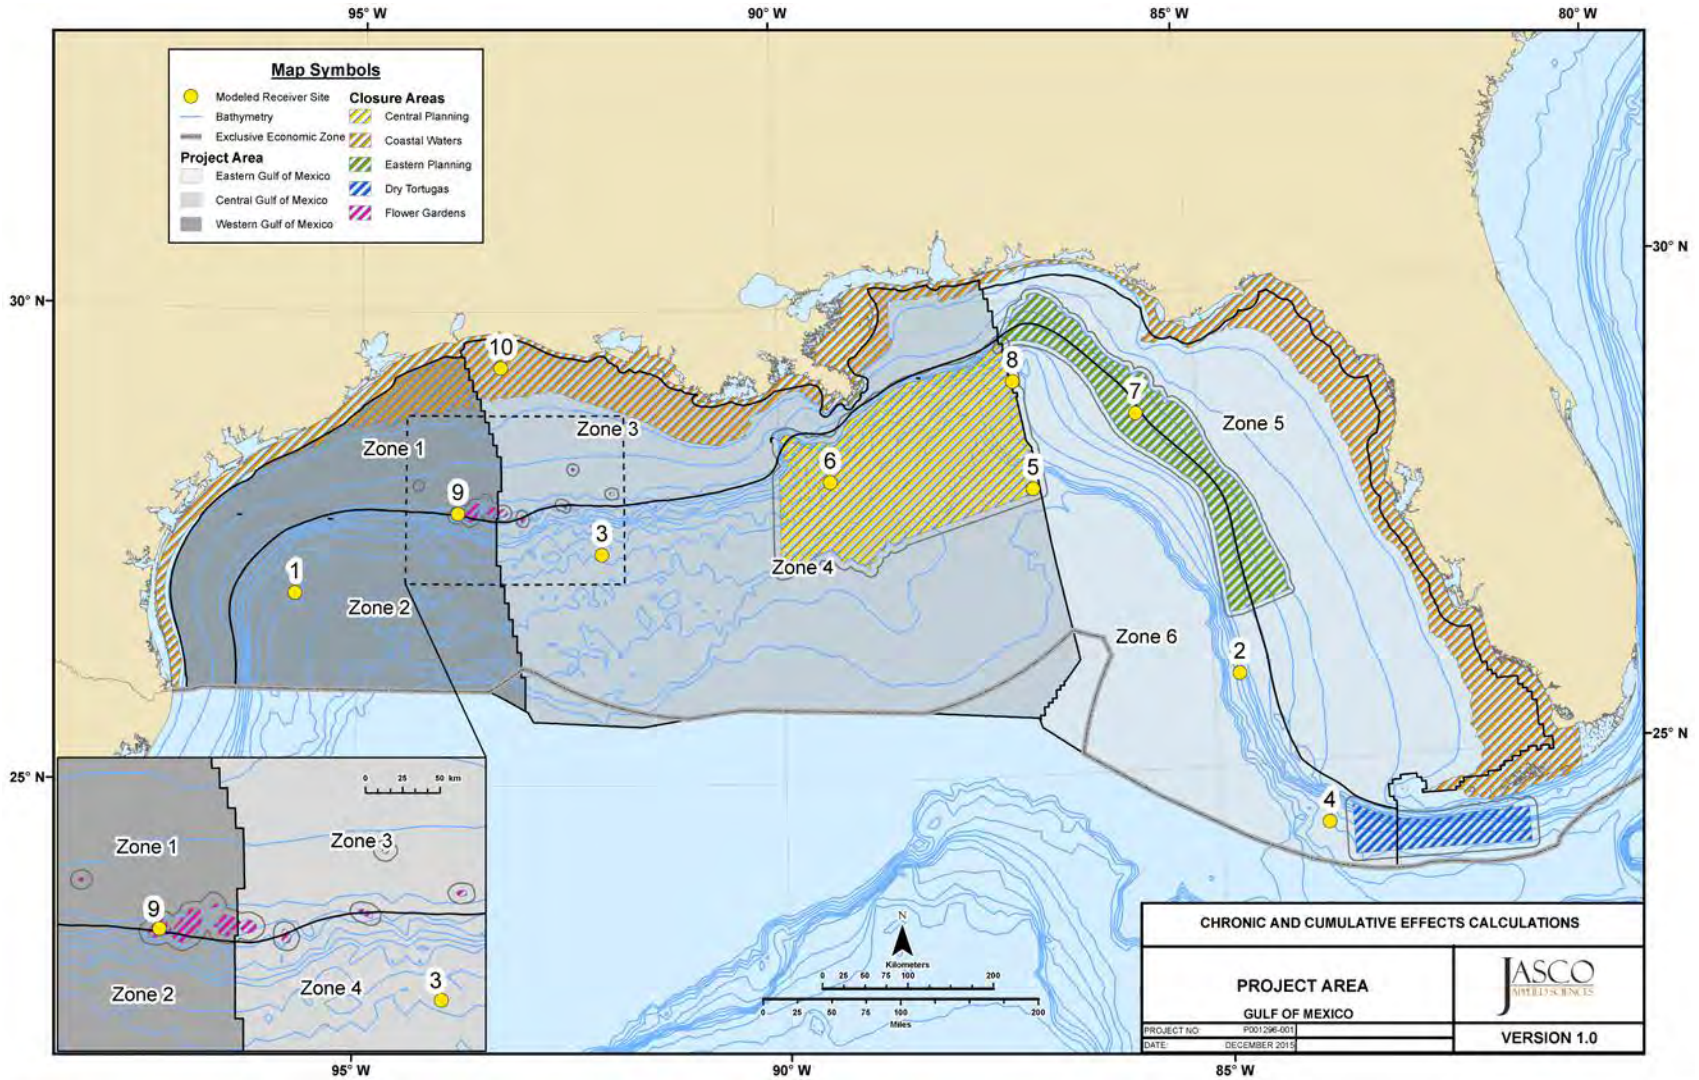 95° W
90° W
85° W
80° W
Map Symbols
Modeled Receiver Site
Bathymetry
Exclusive Economic Zone
Project Area
Eastern Gulf of Mexico
Central Gulf of Mexico
Western Gulf of Mexico
Closure Areas
Central Planning
Coastal Waters
Eastern Planning
Dry Tortugas
Flower Gardens
30° N
30° N
10
8
7
Zone 5
Zone 3
Zone 1
6
5
9
3
Zone 4
1
Zone 2
Zone 6
2
25° N
25° N
4
0 25 50 km
Zone 1
Zone 3
9
Zone 2
Zone 4
3
N
Kilometers
0 25 50 75 100 200
0 25 50 75 100 200
Miles
CHRONIC AND CUMULATIVE EFFECTS CALCULATIONS
PROJECT AREA
GULF OF MEXICO
JASCO
APPLIED SCIENCES
PROJECT NO: P001296-001
DATE: DECEMBER 2015
VERSION 1.0
95° W
90° W
85° W